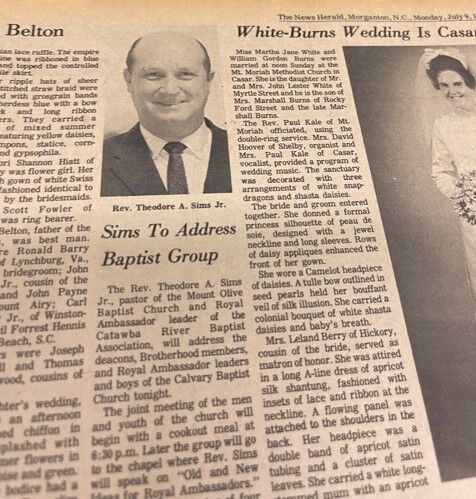 The News Herald, Morganton, N.C., Monday, July 9,
Belton
lace ruffle. The empire
was ribboned in blue
and topped the controlled
skirt.
ripple hats of sheer
stitched straw braid were
with grosgrain bands
bow
and long ribbon
They carried a
of mixed summer
featuring yellow daisies,
statice, corn-
and gypsophila.
Shannon Hiatt of
was flower girl. Her
gown of white Swiss
fashioned identical to
by the bridesmaids.
Scott Fowler of
was ring bearer.
Belton, father of the
was best man.
Ronald Barry
of Lynchburg, Va.,
bridegroom; John
Jr., cousin of the
and John Payne
Airy; Carl
Jr., of Winston-
Forrest Hennis
Beach, S.C.
were Joseph
and Thomas
cousins of
wedding,
an afternoon
chiffon in
splashed with
flowers in
and green.
bodice had a
Rev. Theodore A. Sims Jr.
Sims To Address
Baptist Group
The Rev. Theodore A. Sims
Jr., pastor of the Mount Olive
Baptist Church and Royal
Ambassador leader of the
Catawba River Baptist
Association, will address the
deacons, Brotherhood members,
and Royal Ambassador leaders
and boys of the Calvary Baptist
Church tonight.
The joint meeting of the men
and youth of the church will
begin with a cookout meal at
6:30 p.m. Later the group will go
to the chapel where Rev. Sims
will speak on "Old and New
Ideas for Royal Ambassadors."
of four
White-Burns Wedding Is Casar
Miss Martha Jane White and
William Gordon Burns were
married at noon Sunday at the
Mt. Moriah Methodist Church in
Casar. She is the daughter of Mr.
and Mrs. John Lester White of
Myrtle Street and he is the son of
Mrs. Marshall Burns of Rocky
Ford Street and the late Mar-
shall Burns.
The Rev. Paul Kale of Mt.
Moriah officiated, using the
double-ring service. Mrs. David
Hoover of Shelby, organist and
Mrs. Paul Kale of Casar,
vocalist, provided a program of
wedding music. The sanctuary
was decorated with three
arrangements of white snap-
dragons and shasta daisies.
The bride and groom entered
together. She donned a formal
princess silhouette of peau de
soie, designed with a jewel
neckline and long sleeves. Rows
of daisy appliques enhanced the
front of her gown.
She wore a Camelot headpiece
of daisies. A tulle bow outlined in
seed pearls held her bouffant
veil of silk illusion. She carried a
colonial bouquet of white shasta
daisies and baby's breath.
Mrs. Leland Berry of Hickory,
cousin of the bride, served as
matron of honor. She was attired
in a long A-line dress of apricot
silk shantung, fashioned with
insets of lace and ribbon at the
neckline. A flowing panel was
attached to the shoulders in the
back. Her headpiece was a
double band of apricot satin
tubing and a cluster of satin
leaves. She carried a white long-
stemmed mum with an apricot